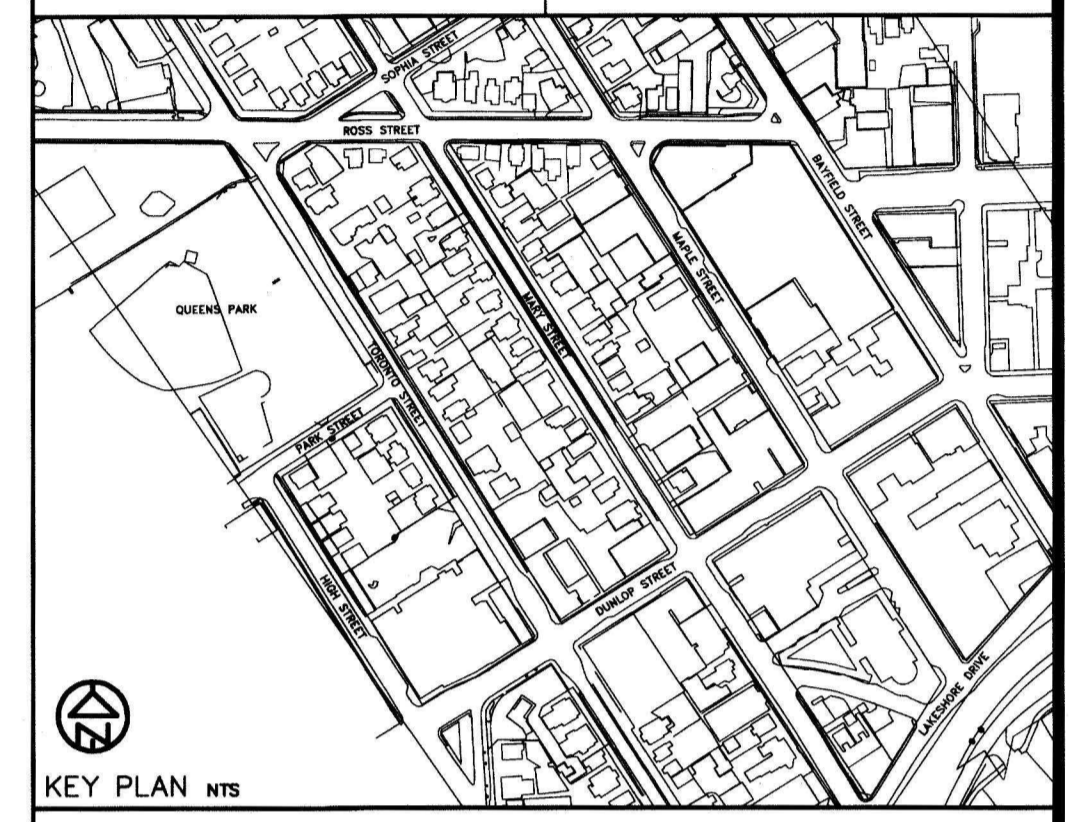 SOPHIA STREET
ROSS STREET
BAYFIELD STREET
MAPLE STREET
QUEENS PARK
MARY STREET
TORONTO STREET
PARK STREET
HIGH STREET
DUNLOP STREET
LAKESHORE DRIVE
N
KEY PLAN NTS